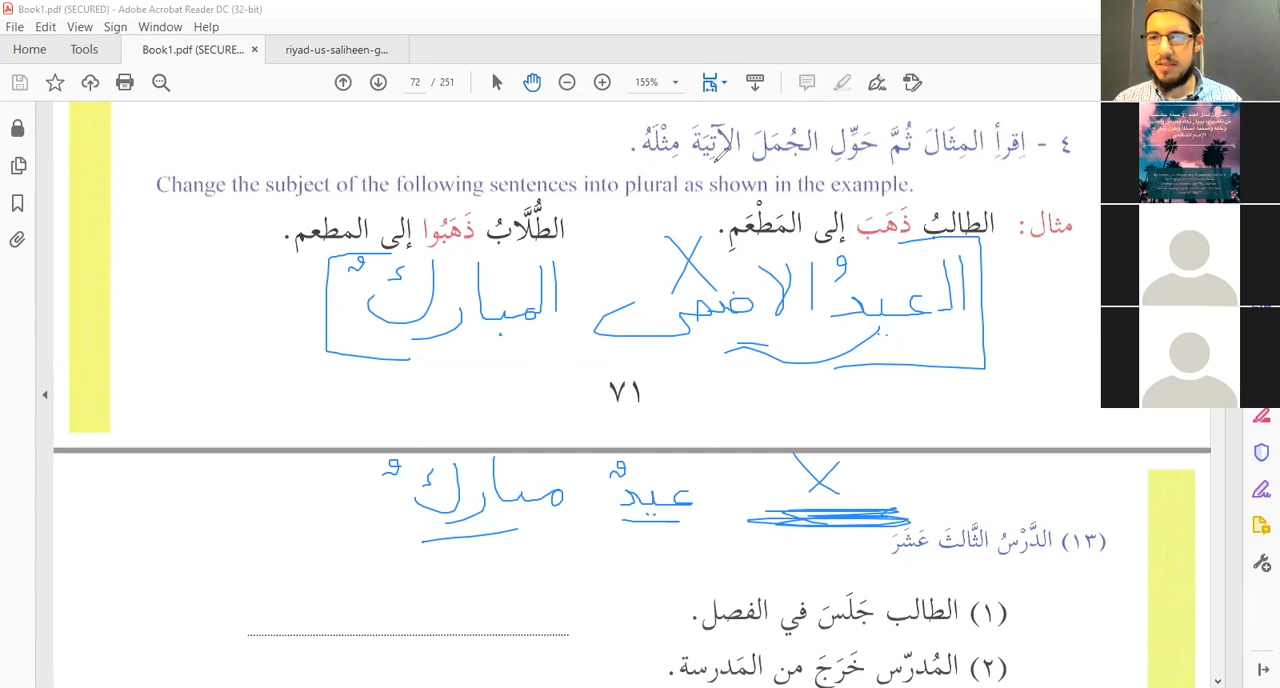 Book1.pdf (SECURED) - Adobe Acrobat Reader DC (32-bit)
File Edit View Sign Window Help
Home Tools Book1.pdf (SECURE... × riyad-us-saliheen-g...
72 / 251 155%
٤ - اِقرأِ المِثَالَ ثُمَّ حَوِّلِ الجُمَلَ الآتِيَةَ مِثْلَهُ.
Change the subject of the following sentences into plural as shown in the example.
مثال: الطالبُ ذَهَبَ إلى المَطْعَمِ. الطُّلَّابُ ذَهَبُوا إلى المطعم.
العيدُ الاضحى المباركُ
٧١
عيدٌ مباركٌ
(١٣) الدَّرْسُ الثَّالثَ عَشَرَ
(١) الطالب جَلَسَ في الفصل.
(٢) المُدرّس خَرَجَ من المَدرسة.